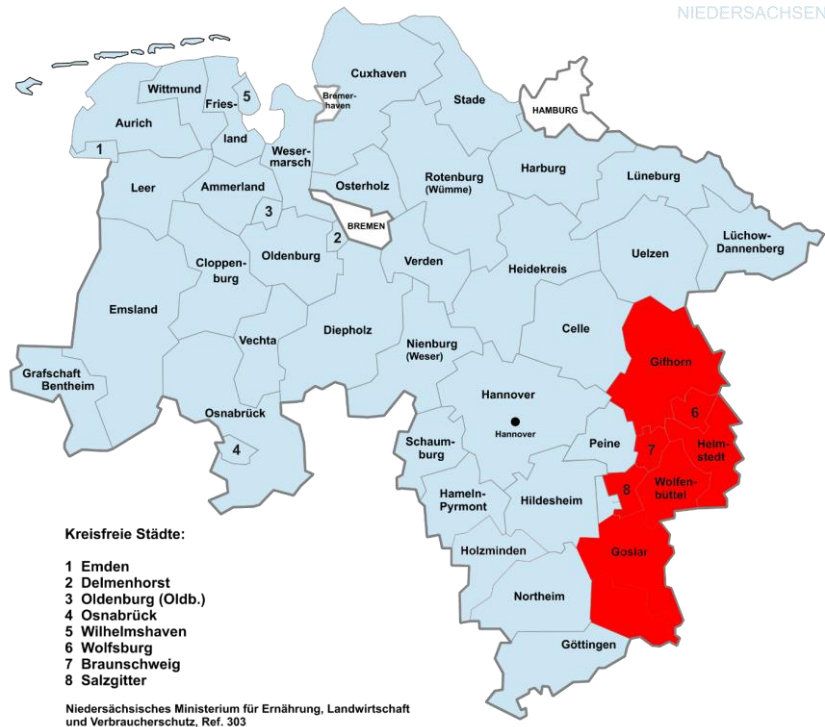 NIEDERSACHSEN
Cuxhaven
Wittmund
Fries-
5
Bremer-
haven
Stade
HAMBURG
Aurich
land
1
Weser-
marsch
Leer
Ammerland
Osterholz
Rotenburg
(Wümme)
Harburg
Lüneburg
3
BREMEN
2
Lüchow-
Dannenberg
Oldenburg
Verden
Uelzen
Cloppen-
burg
Heidekreis
Emsland
Vechta
Diepholz
Nienburg
(Weser)
Celle
Grafschaft
Bentheim
Gifhorn
Hannover
Osnabrück
6
Hannover
4
Schaum-
burg
Peine
7
Helm-
stedt
8
Wolfen-
büttel
Hameln-
Pyrmont
Hildesheim
Holzminden
Goslar
Northeim
Göttingen
Kreisfreie Städte:
1 Emden
2 Delmenhorst
3 Oldenburg (Oldb.)
4 Osnabrück
5 Wilhelmshaven
6 Wolfsburg
7 Braunschweig
8 Salzgitter
Niedersächsisches Ministerium für Ernährung, Landwirtschaft
und Verbraucherschutz, Ref. 303